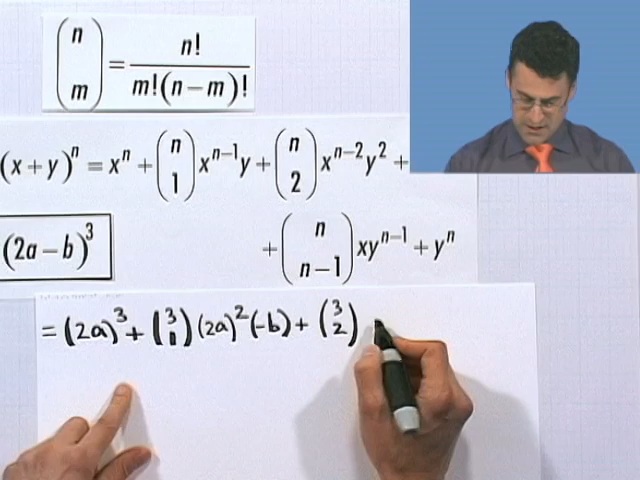 (n m) = n! / m!(n − m)!
(x + y)^n = x^n + (n 1) x^{n−1}y + (n 2) x^{n−2}y^2 +
+ (n n−1) xy^{n−1} + y^n
(2a − b)^3
= (2a)^3 + (3 1) (2a)^2 (-b) + (3 2)